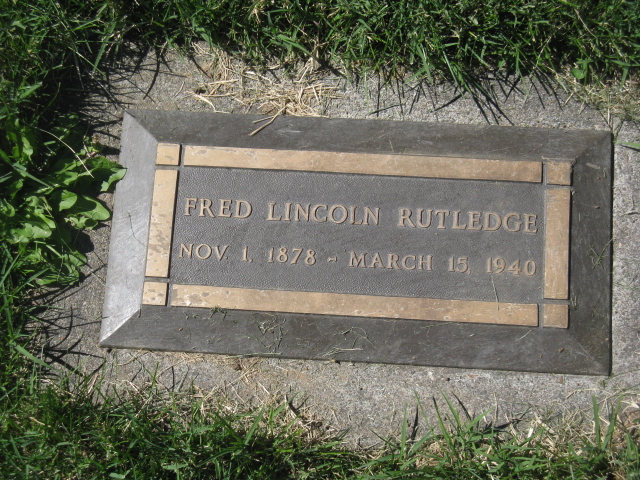 FRED LINCOLN RUTLEDGE
NOV. 1, 1878 - MARCH 15, 1940